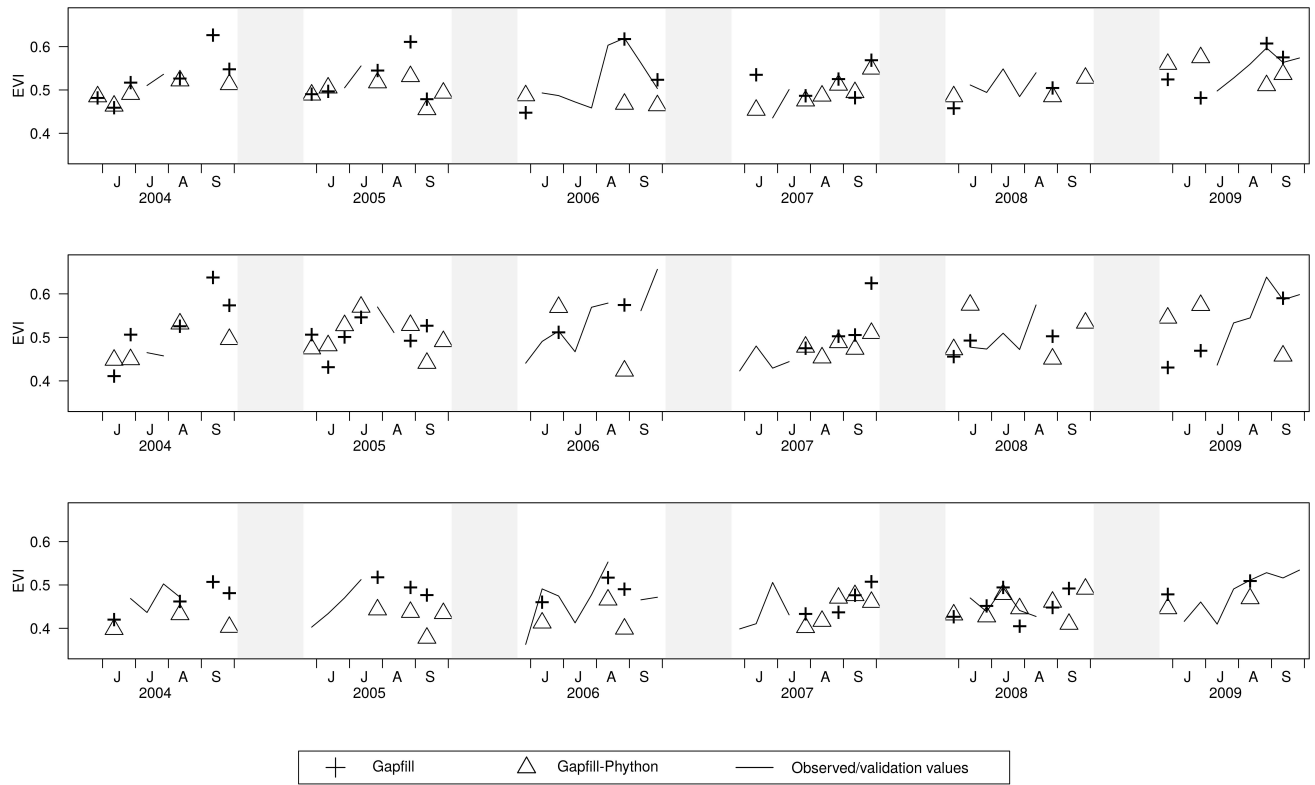 EVI
0.6
0.5
0.4
J J A S J J A S J J A S J J A S J J A S J J A S
2004 2005 2006 2007 2008 2009
EVI
0.6
0.5
0.4
J J A S J J A S J J A S J J A S J J A S J J A S
2004 2005 2006 2007 2008 2009
EVI
0.6
0.5
0.4
J J A S J J A S J J A S J J A S J J A S J J A S
2004 2005 2006 2007 2008 2009
Gapfill Gapfill-Phython Observed/validation values